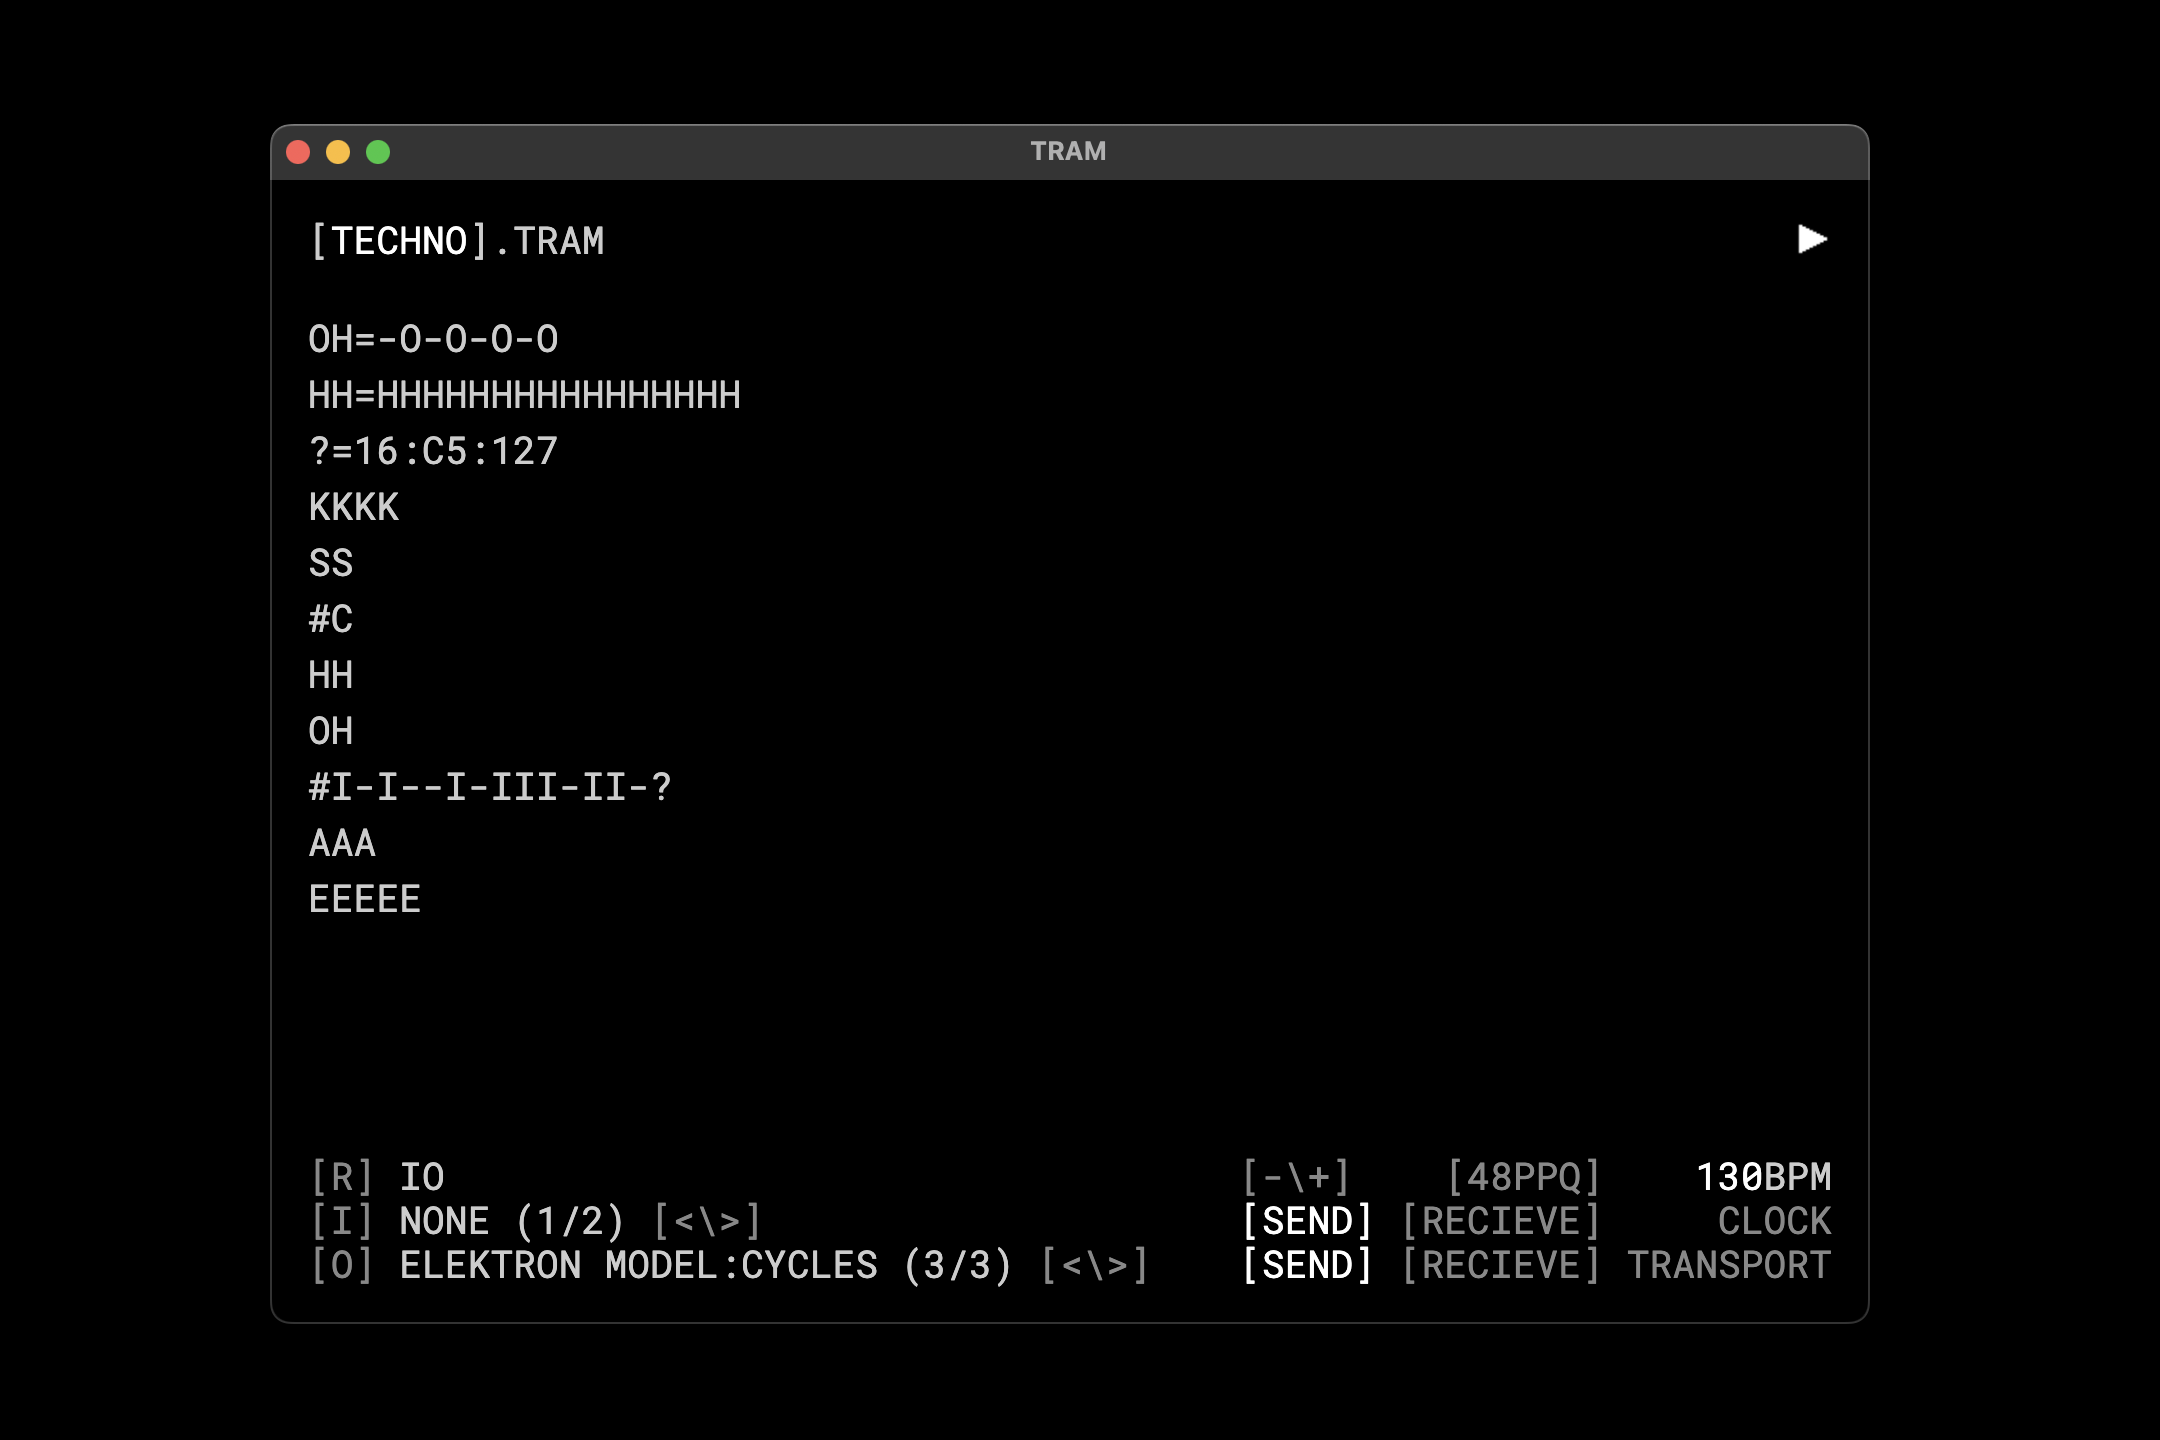 TRAM
[TECHNO].TRAM
OH=-O-O-O-O
HH=HHHHHHHHHHHHHHHH
?=16:C5:127
KKKK
SS
#C
HH
OH
#I-I--I-III-II-?
AAA
EEEEE
[R] IO [-\+] [48PPQ] 130BPM
[I] NONE (1/2) [<\>] [SEND] [RECIEVE] CLOCK
[O] ELEKTRON MODEL:CYCLES (3/3) [<\>] [SEND] [RECIEVE] TRANSPORT